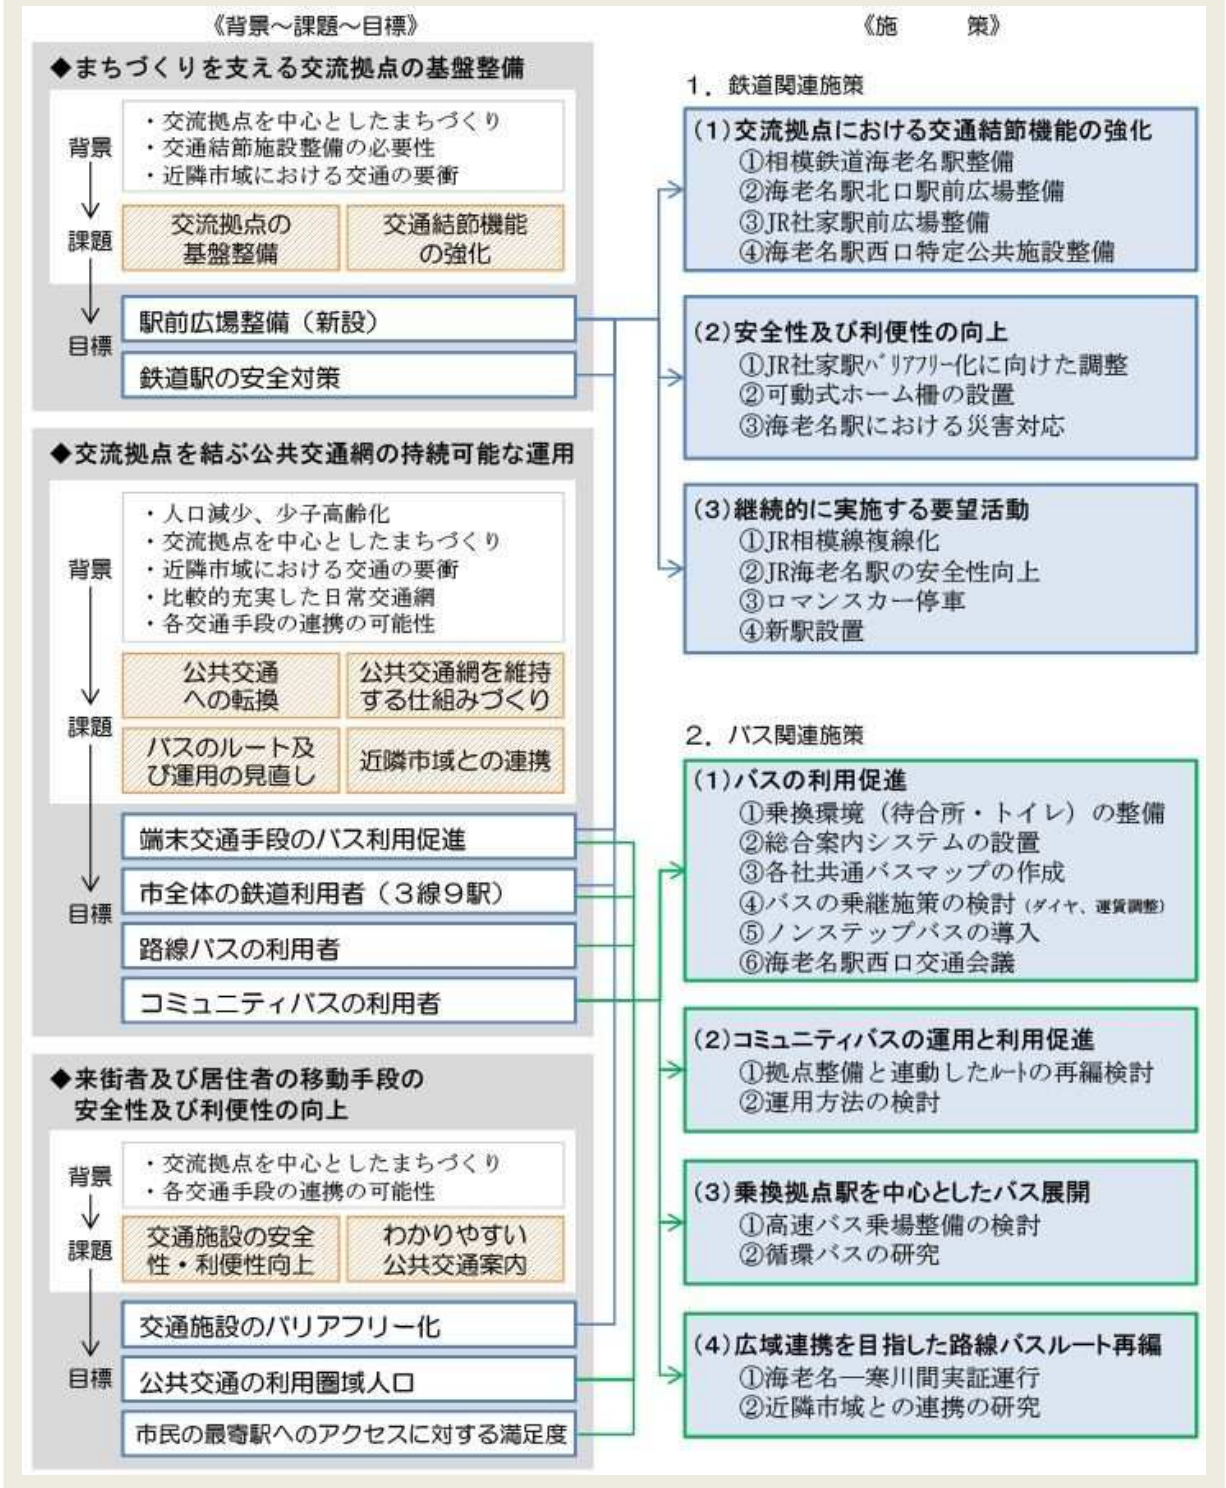 《背景～課題～目標》
◆まちづくりを支える交流拠点の基盤整備
背景
・交流拠点を中心としたまちづくり
・交通結節施設整備の必要性
・近隣市域における交通の要衝
課題
交流拠点の
基盤整備
交通結節機能
の強化
目標
駅前広場整備（新設）
鉄道駅の安全対策
◆交流拠点を結ぶ公共交通網の持続可能な運用
背景
・人口減少、少子高齢化
・交流拠点を中心としたまちづくり
・近隣市域における交通の要衝
・比較的充実した日常交通網
・各交通手段の連携の可能性
課題
公共交通
への転換
公共交通網を維持
する仕組みづくり
バスのルート及
び運用の見直し
近隣市域との連携
目標
端末交通手段のバス利用促進
市全体の鉄道利用者（３線９駅）
路線バスの利用者
コミュニティバスの利用者
◆来街者及び居住者の移動手段の
安全性及び利便性の向上
背景
・交流拠点を中心としたまちづくり
・各交通手段の連携の可能性
課題
交通施設の安全
性・利便性向上
わかりやすい
公共交通案内
目標
交通施設のバリアフリー化
公共交通の利用圏域人口
市民の最寄駅へのアクセスに対する満足度
《施　　策》
１．鉄道関連施策
（１）交流拠点における交通結節機能の強化
①相模鉄道海老名駅整備
②海老名駅北口駅前広場整備
③JR社家駅前広場整備
④海老名駅西口特定公共施設整備
（２）安全性及び利便性の向上
①JR社家駅ﾊﾞﾘｱﾌﾘｰ化に向けた調整
②可動式ホーム柵の設置
③海老名駅における災害対応
（３）継続的に実施する要望活動
①JR相模線複線化
②JR海老名駅の安全性向上
③ロマンスカー停車
④新駅設置
２．バス関連施策
（１）バスの利用促進
①乗換環境（待合所・トイレ）の整備
②総合案内システムの設置
③各社共通バスマップの作成
④バスの乗継施策の検討（ダイヤ、運賃調整）
⑤ノンステップバスの導入
⑥海老名駅西口交通会議
（２）コミュニティバスの運用と利用促進
①拠点整備と連動したﾙｰﾄの再編検討
②運用方法の検討
（３）乗換拠点駅を中心としたバス展開
①高速バス乗場整備の検討
②循環バスの研究
（４）広域連携を目指した路線バスルート再編
①海老名―寒川間実証運行
②近隣市域との連携の研究